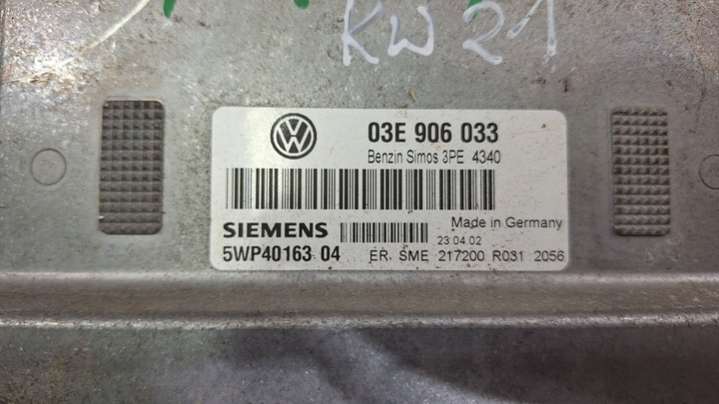 KW 21
03E 906 033
Benzin Simos 3PE 4340
Made in Germany
SIEMENS
23.04.02
5WP40163 04
ER. SME 217200 R031 2056